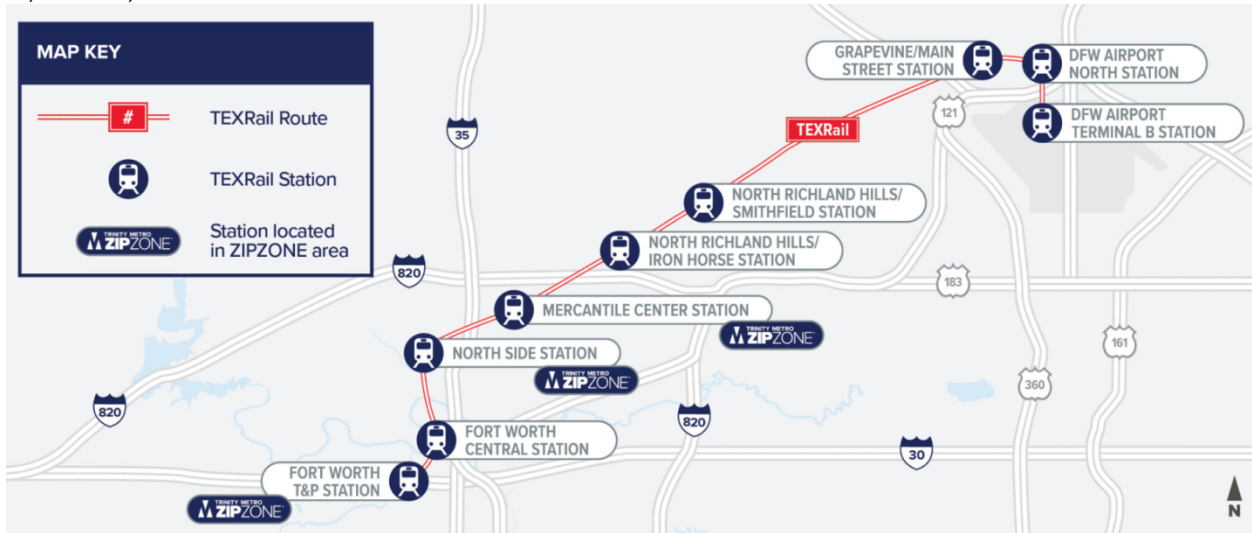 MAP KEY
#
TEXRail Route
TEXRail Station
TRINITY METRO
ZIPZONE
Station located
in ZIPZONE area
GRAPEVINE/MAIN
STREET STATION
DFW AIRPORT
NORTH STATION
121
DFW AIRPORT
TERMINAL B STATION
TEXRail
35
NORTH RICHLAND HILLS/
SMITHFIELD STATION
NORTH RICHLAND HILLS/
IRON HORSE STATION
820
183
MERCANTILE CENTER STATION
TRINITY METRO
ZIPZONE
161
NORTH SIDE STATION
TRINITY METRO
ZIPZONE
360
820
820
FORT WORTH
CENTRAL STATION
30
FORT WORTH
T&P STATION
TRINITY METRO
ZIPZONE
N